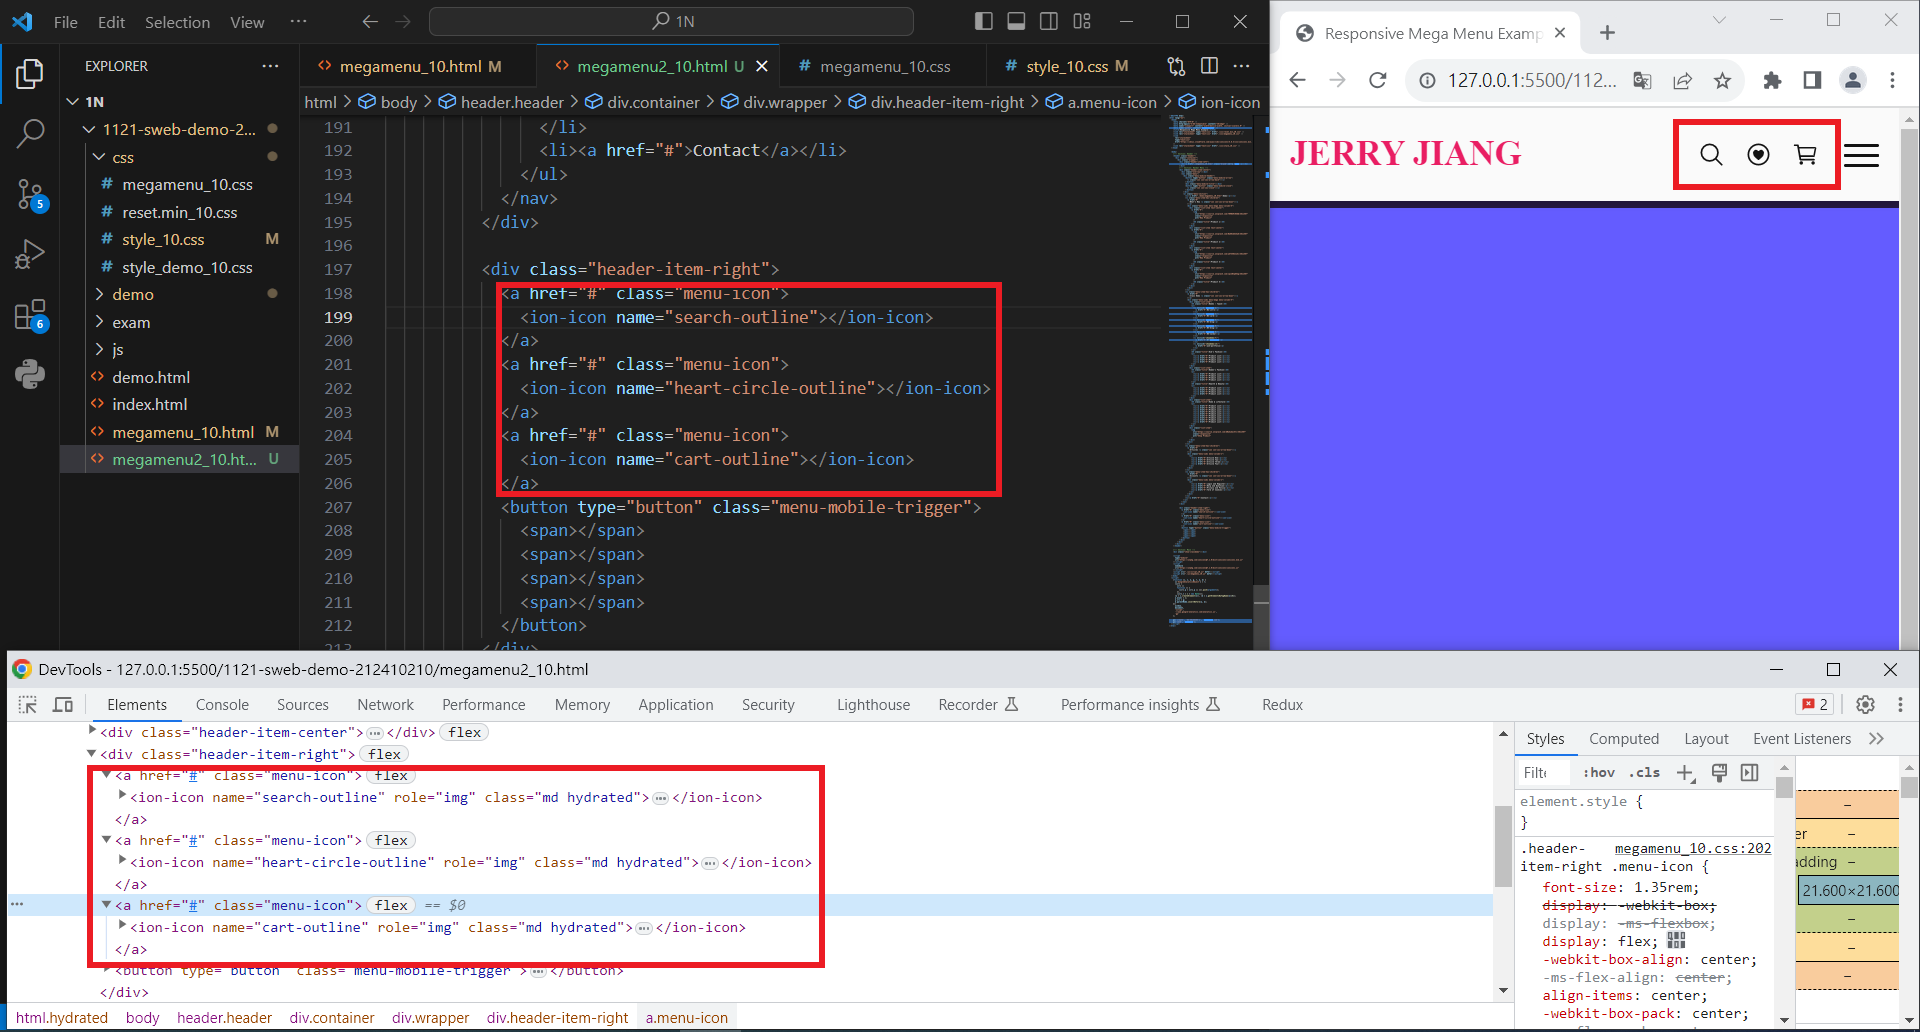 File Edit Selection View ··· 1N
EXPLORER ···
1N
1121-sweb-demo-2...
css
# megamenu_10.css
# reset.min_10.css
# style_10.css M
# style_demo_10.css
demo
exam
js
<> demo.html
<> index.html
<> megamenu_10.html M
<> megamenu2_10.ht... U
5
6
<> megamenu_10.html M <> megamenu2_10.html U # megamenu_10.css # style_10.css M ···
html > body > header.header > div.container > div.wrapper > div.header-item-right > a.menu-icon > ion-icon
191 </li>
192 <li><a href="#">Contact</a></li>
193 </ul>
194 </nav>
195 </div>
196
197 <div class="header-item-right">
198 <a href="#" class="menu-icon">
199 <ion-icon name="search-outline"></ion-icon>
200 </a>
201 <a href="#" class="menu-icon">
202 <ion-icon name="heart-circle-outline"></ion-icon>
203 </a>
204 <a href="#" class="menu-icon">
205 <ion-icon name="cart-outline"></ion-icon>
206 </a>
207 <button type="button" class="menu-mobile-trigger">
208 <span></span>
209 <span></span>
210 <span></span>
211 <span></span>
212 </button>
213 </div>
Responsive Mega Menu Examp
127.0.0.1:5500/112...
JERRY JIANG
DevTools - 127.0.0.1:5500/1121-sweb-demo-212410210/megamenu2_10.html
Elements Console Sources Network Performance Memory Application Security Lighthouse Recorder Performance insights Redux 2
<div class="header-item-center">···</div> flex
<div class="header-item-right"> flex
<a href="#" class="menu-icon"> flex
<ion-icon name="search-outline" role="img" class="md hydrated">···</ion-icon>
</a>
<a href="#" class="menu-icon"> flex
<ion-icon name="heart-circle-outline" role="img" class="md hydrated">···</ion-icon>
</a>
··· <a href="#" class="menu-icon"> flex == $0
<ion-icon name="cart-outline" role="img" class="md hydrated">···</ion-icon>
</a>
<button type="button" class="menu-mobile-trigger">···</button>
</div>
html.hydrated body header.header div.container div.wrapper div.header-item-right a.menu-icon
Styles Computed Layout Event Listeners >>
Filt :hov .cls +
element.style {
}
.header- megamenu_10.css:202
item-right .menu-icon {
font-size: 1.35rem;
display: -webkit-box;
display: -ms-flexbox;
display: flex;
-webkit-box-align: center;
-ms-flex-align: center;
align-items: center;
-webkit-box-pack: center;
–
er –
adding –
21.600×21.600
–
–
–